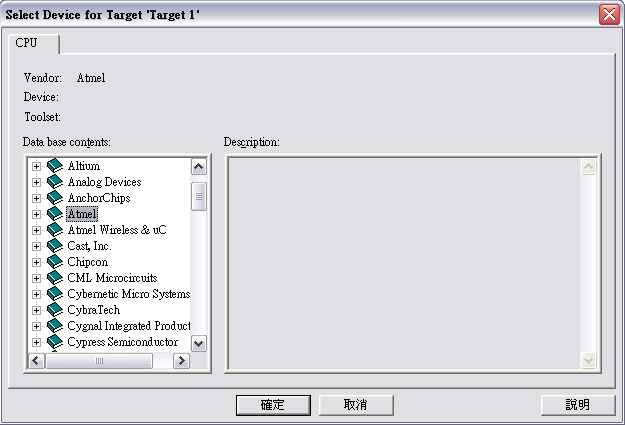 Select Device for Target 'Target 1'
CPU
Vendor: Atmel
Device:
Toolset:
Data base contents:
Description:
Altium
Analog Devices
AnchorChips
Atmel
Atmel Wireless & uC
Cast, Inc.
Chipcon
CML Microcircuits
Cybernetic Micro Systems
CybraTech
Cygnal Integrated Product
Cypress Semiconductor
確定
取消
說明